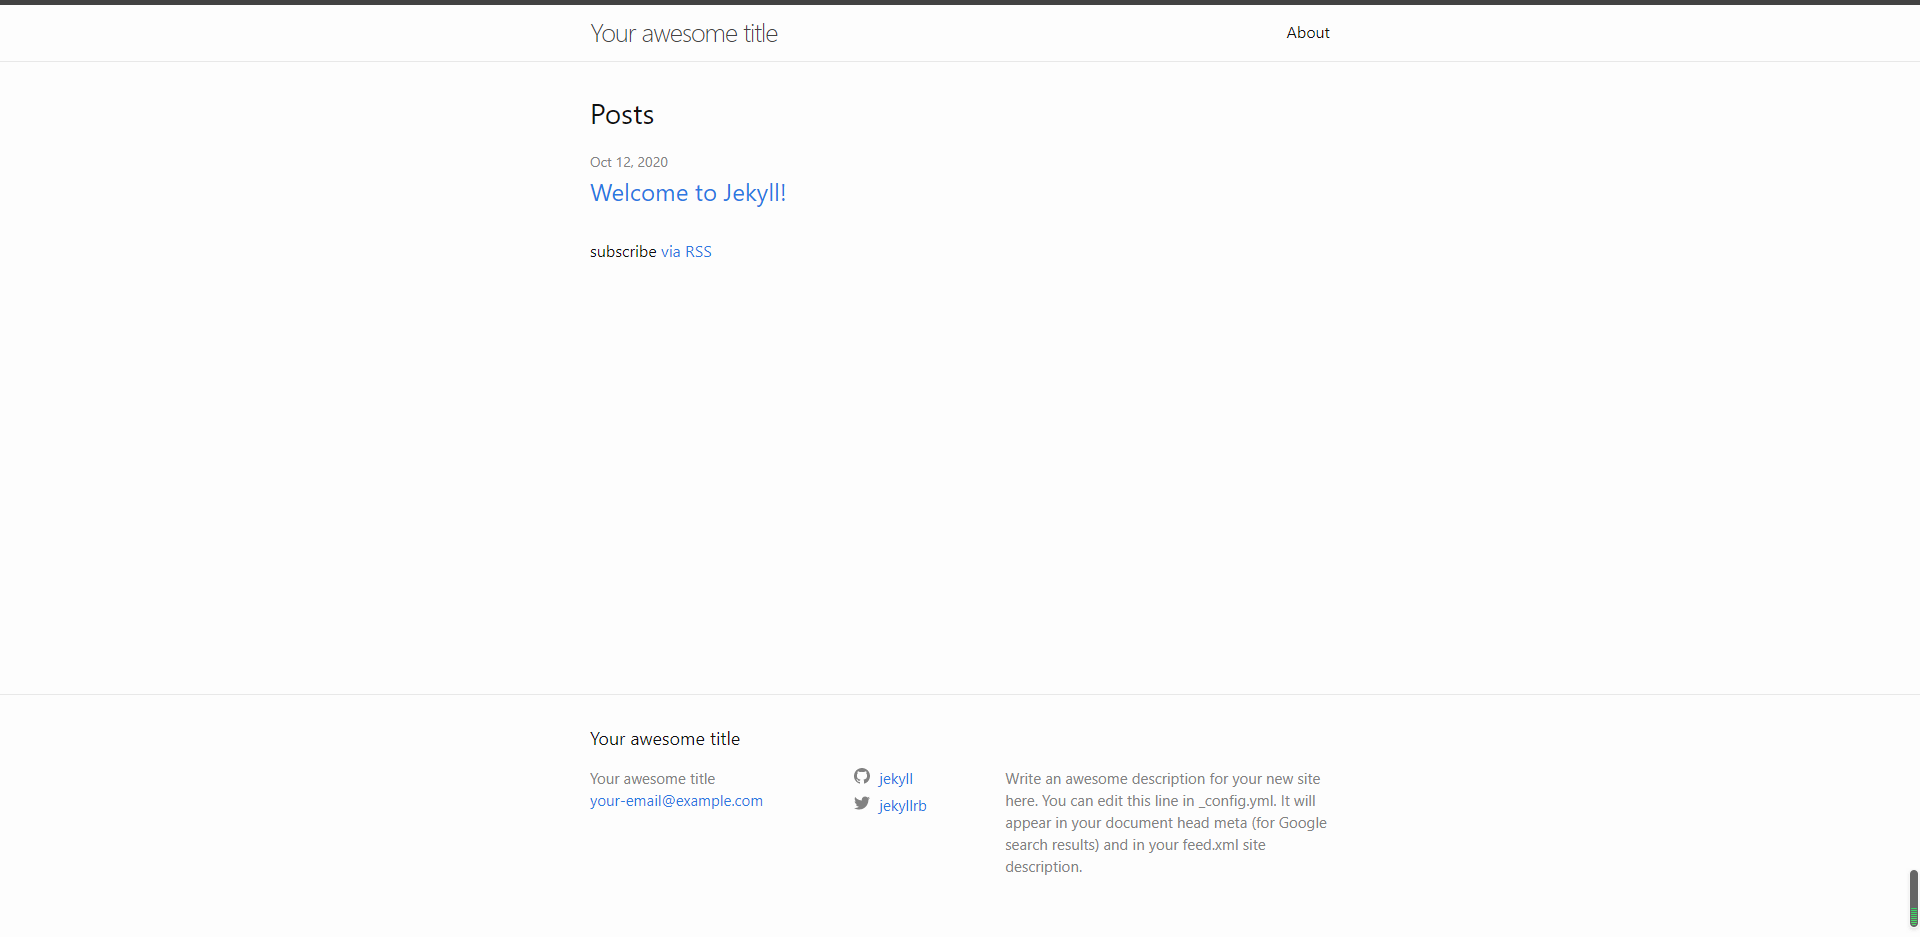 Your awesome title
About
Posts
Oct 12, 2020
Welcome to Jekyll!
subscribe via RSS
Your awesome title
Your awesome title
your-email@example.com
jekyll
jekyllrb
Write an awesome description for your new site
here. You can edit this line in _config.yml. It will
appear in your document head meta (for Google
search results) and in your feed.xml site
description.